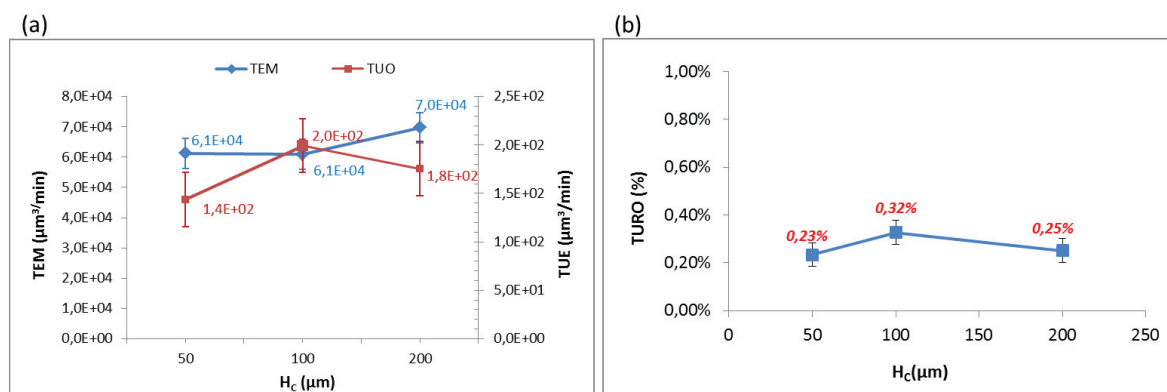 (a)
TEM TUO
8,0E+04
7,0E+04
6,0E+04
5,0E+04
4,0E+04
3,0E+04
2,0E+04
1,0E+04
0,0E+00
TEM (µm³/min)
6,1E+04
6,1E+04
7,0E+04
1,4E+02
2,0E+02
1,8E+02
2,5E+02
2,0E+02
1,5E+02
1,0E+02
5,0E+01
0,0E+00
TUE (µm³/min)
50 100 200
H_C (µm)
(b)
1,00%
0,80%
0,60%
0,40%
0,20%
0,00%
TURO (%)
0,23%
0,32%
0,25%
0 50 100 150 200 250
H_C(µm)